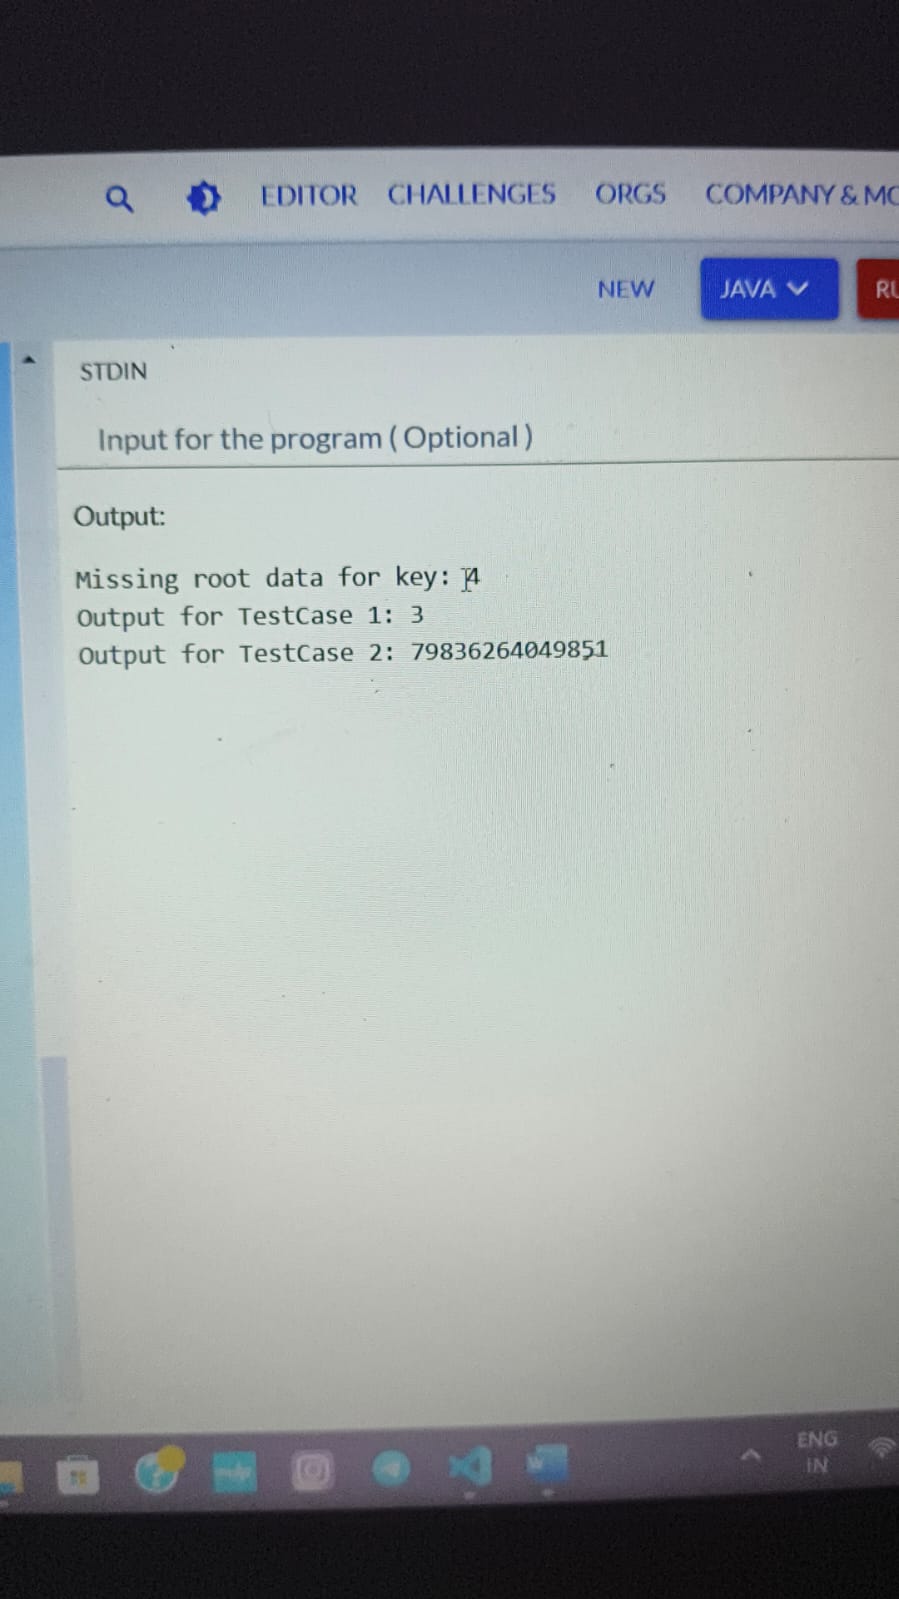 EDITOR CHALLENGES ORGS COMPANY & MO
NEW JAVA RU
STDIN
Input for the program ( Optional )
Output:
Missing root data for key: 4
Output for TestCase 1: 3
Output for TestCase 2: 79836264049851
ENG
IN